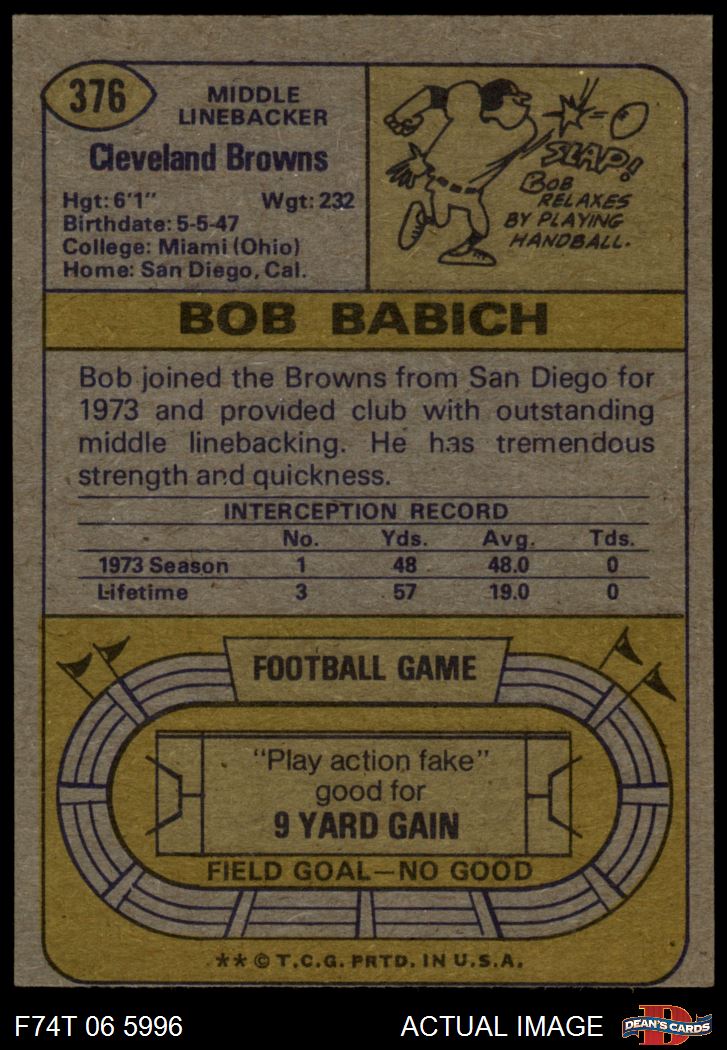 376
MIDDLE
LINEBACKER
Cleveland Browns
Hgt: 6'1" Wgt: 232
Birthdate: 5-5-47
College: Miami (Ohio)
Home: San Diego, Cal.
SLAP!
BOB
RELAXES
BY PLAYING
HANDBALL.
BOB BABICH
Bob joined the Browns from San Diego for
1973 and provided club with outstanding
middle linebacking. He has tremendous
strength and quickness.
INTERCEPTION RECORD
No. Yds. Avg. Tds.
1973 Season 1 48 48.0 0
Lifetime 3 57 19.0 0
FOOTBALL GAME
"Play action fake"
good for
9 YARD GAIN
FIELD GOAL—NO GOOD
** © T.C.G. PRTD. IN U.S.A.
F74T 06 5996 ACTUAL IMAGE
D
DEAN'S CARDS